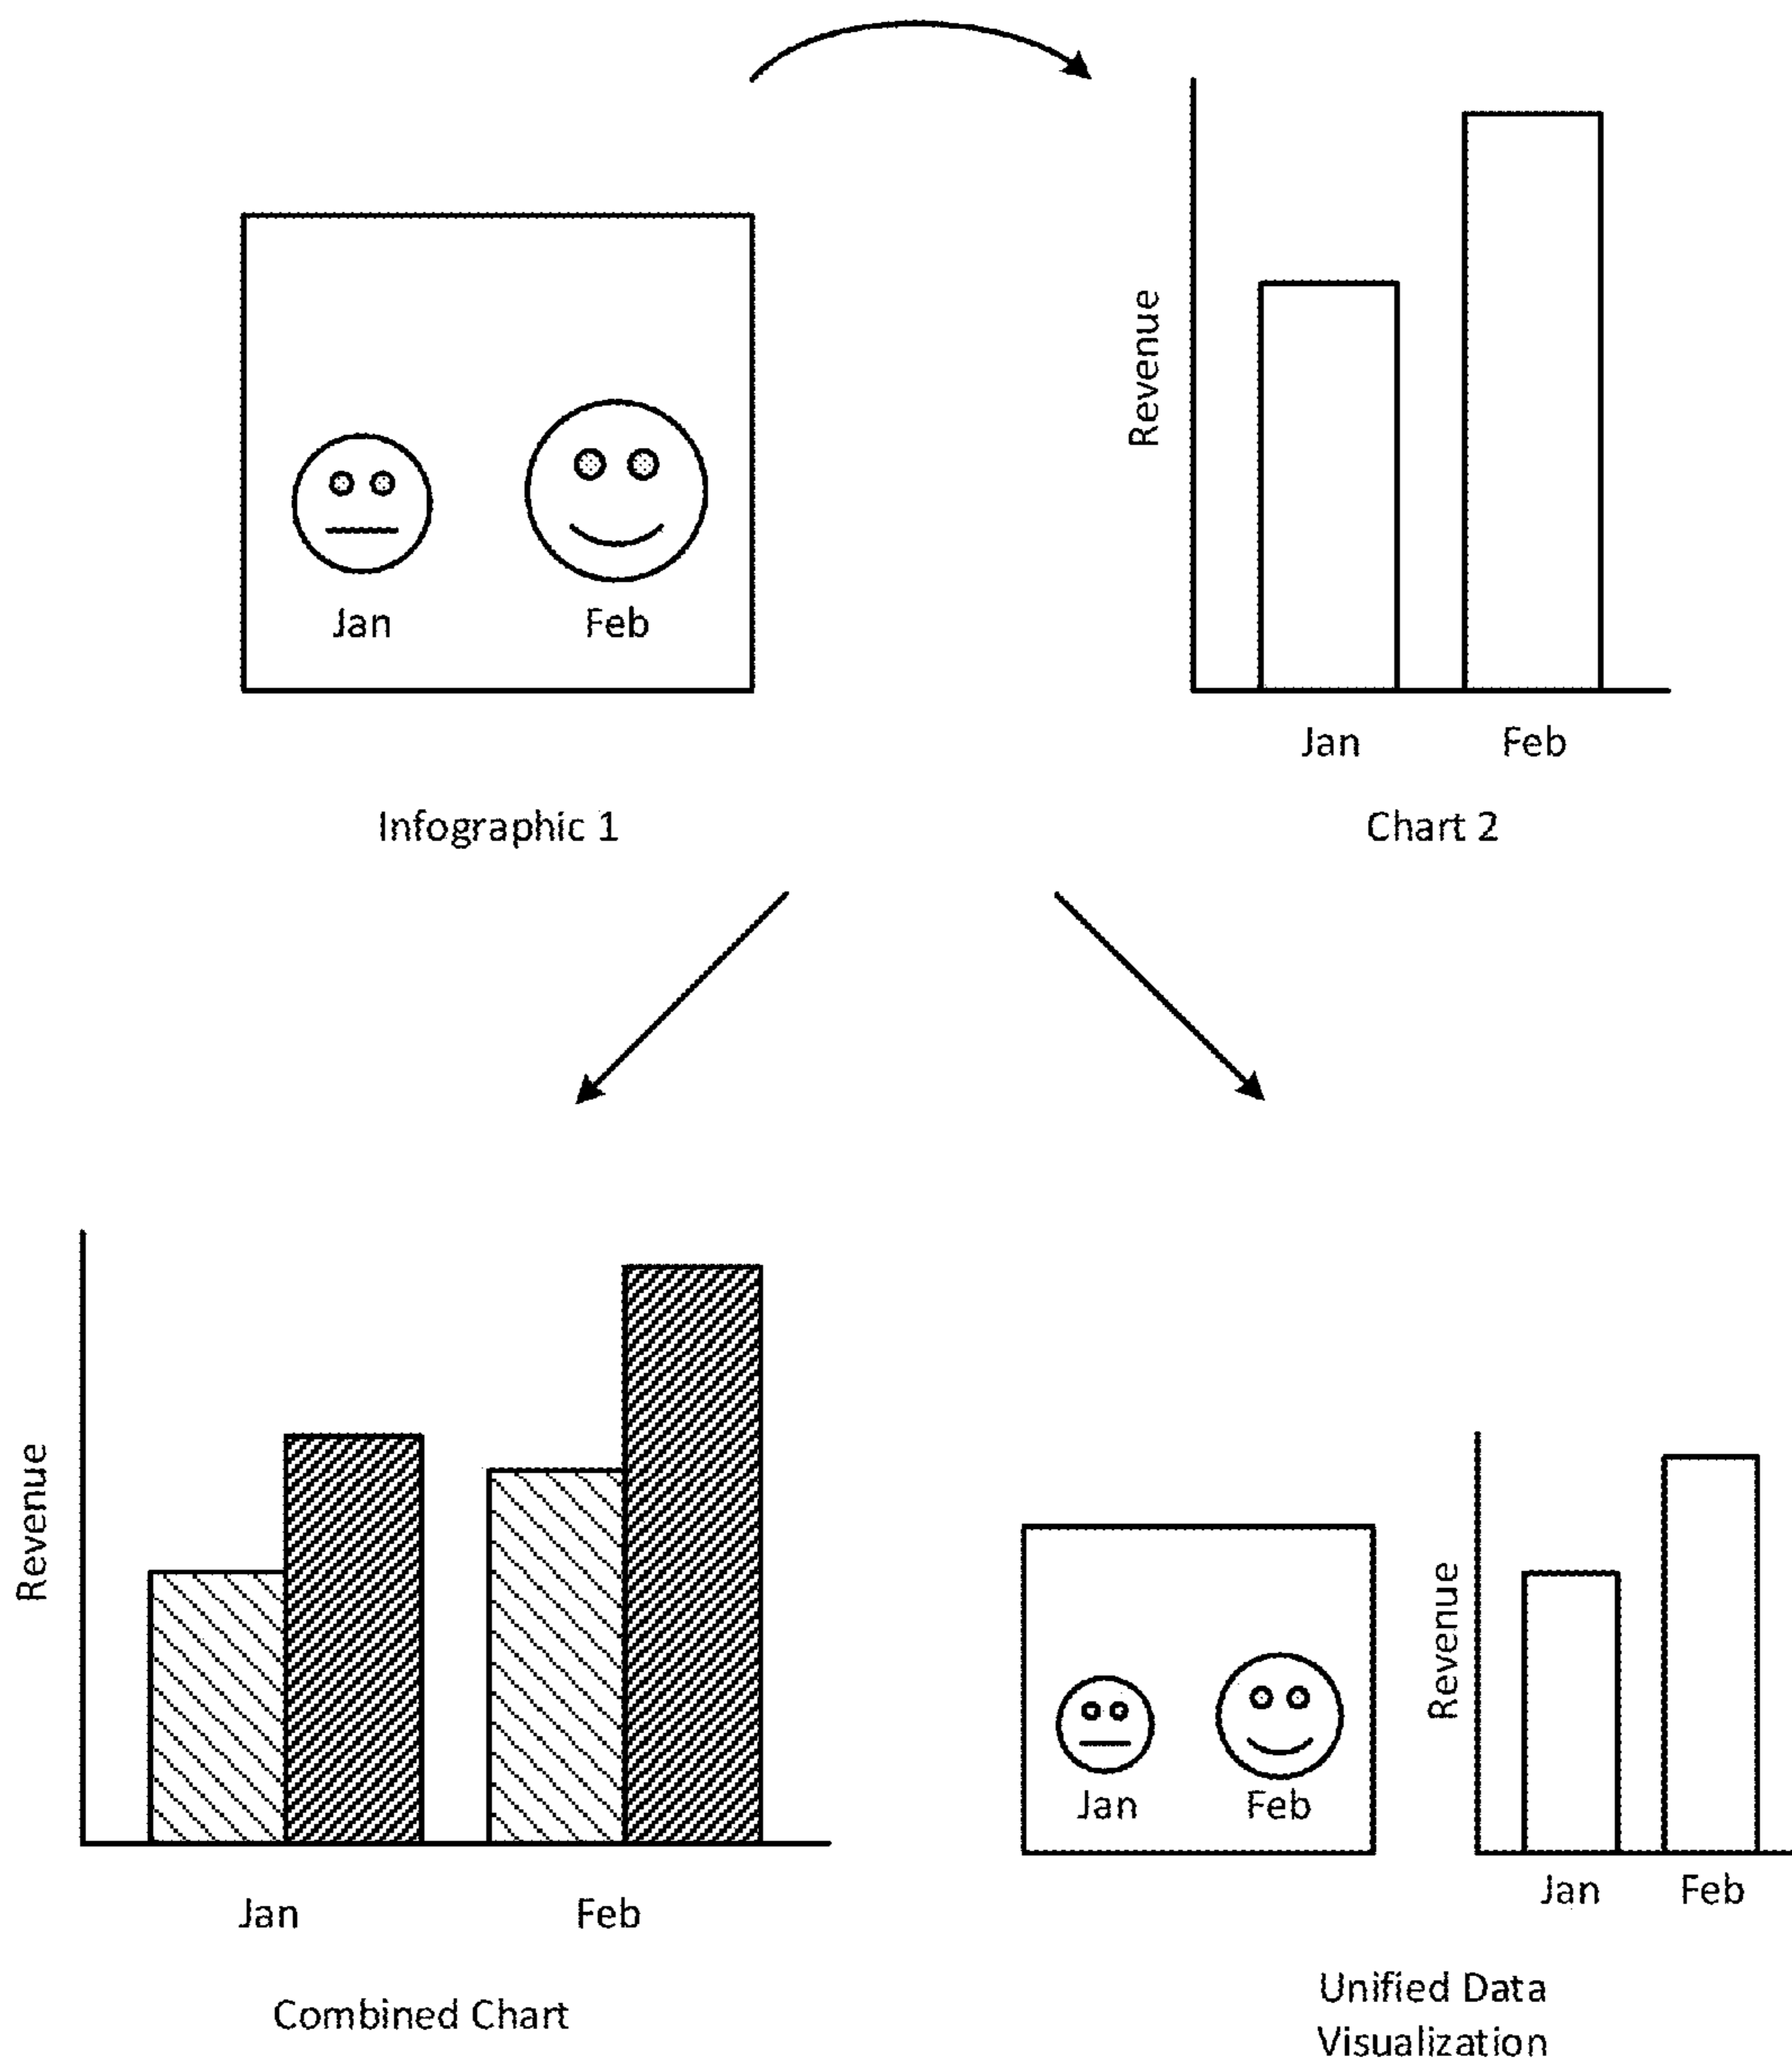 Revenue
Jan Feb
Jan Feb
Infographic 1
Chart 2
Revenue
Revenue
Jan Feb
Jan Feb
Jan Feb
Combined Chart
Unified Data
Visualization